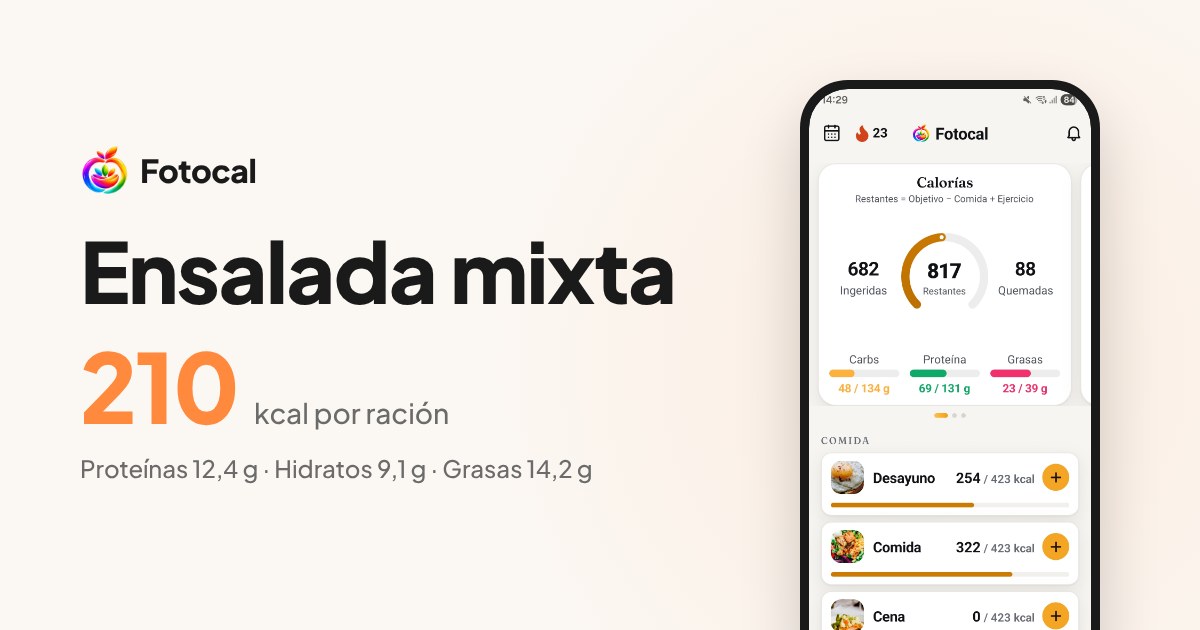 Fotocal
Ensalada mixta
210 kcal por ración
Proteínas 12,4 g · Hidratos 9,1 g · Grasas 14,2 g
14:29
84
23
Fotocal
Calorías
Restantes = Objetivo − Comida + Ejercicio
682
Ingeridas
817
Restantes
88
Quemadas
Carbs
Proteína
Grasas
48 / 134 g
69 / 131 g
23 / 39 g
COMIDA
Desayuno 254 / 423 kcal +
Comida 322 / 423 kcal +
Cena 0 / 423 kcal +